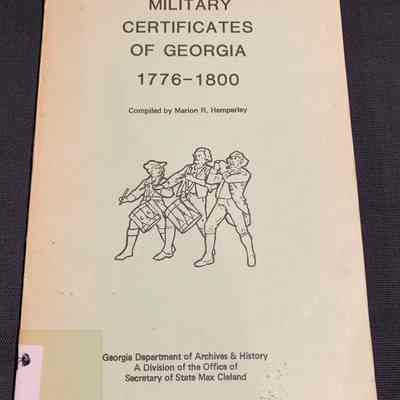 MILITARY
CERTIFICATES
OF GEORGIA
1776-1800
Compiled by Marion R. Hemperley
Georgia Department of Archives & History
A Division of the Office of
Secretary of State Max Cleland